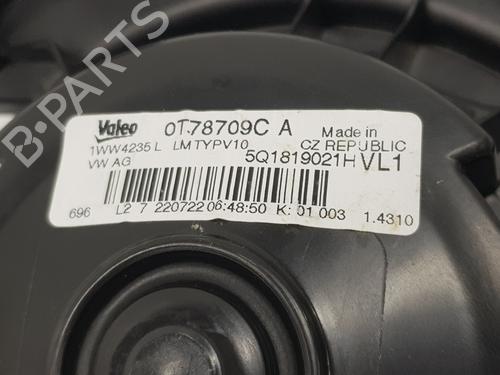 Valeo 0T78709C A Made in
1WW4235 L LMTYPV10 CZ REPUBLIC
VW AG 5Q1819021H VL1
696 L2 7 220722 06:48:50 K: 01 003 1.4310
B-PARTS